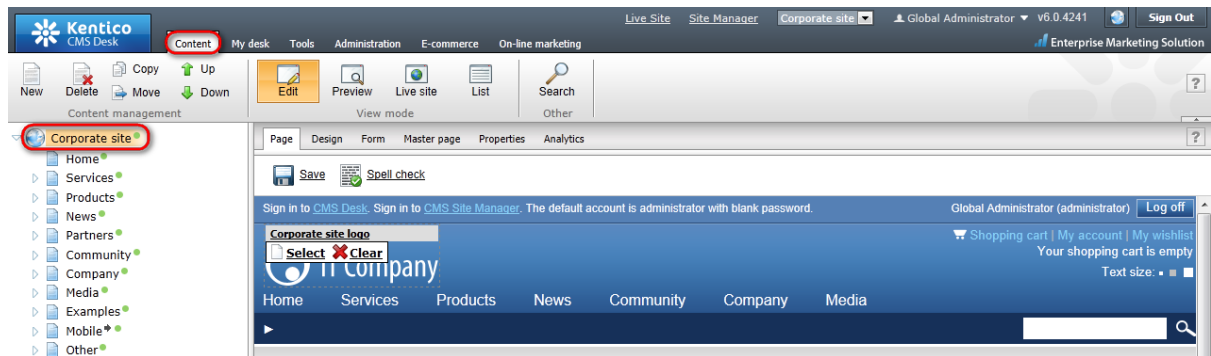 Live Site Site Manager Corporate site Global Administrator v6.0.4241 Sign Out
Kentico
CMS Desk
Content My desk Tools Administration E-commerce On-line marketing
Enterprise Marketing Solution
New Delete Copy Move Up Down
Content management
Edit Preview Live site List
View mode
Search
Other
?
Corporate site
Home
Services
Products
News
Partners
Community
Company
Media
Examples
Mobile
Other
Page Design Form Master page Properties Analytics
?
Save Spell check
Sign in to CMS Desk. Sign in to CMS Site Manager. The default account is administrator with blank password. Global Administrator (administrator) Log off
Corporate site logo
Select Clear
IT Company
Shopping cart | My account | My wishlist
Your shopping cart is empty
Text size:
Home Services Products News Community Company Media